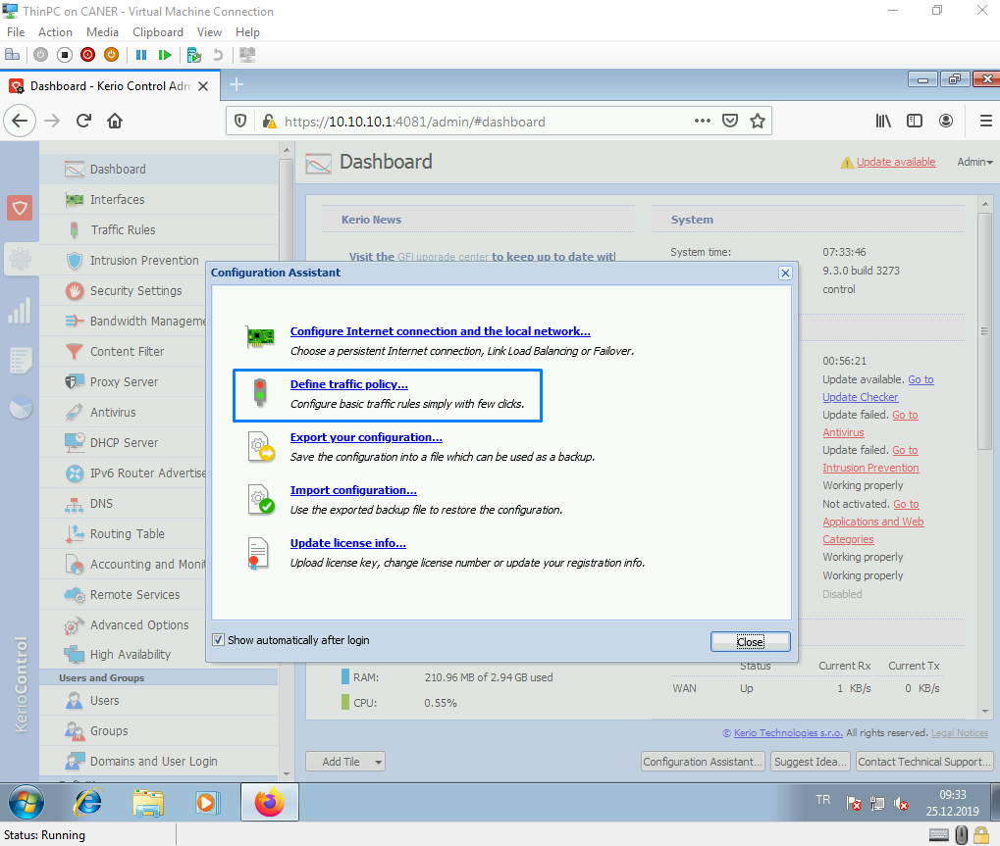 ThinPC on CANER - Virtual Machine Connection
File Action Media Clipboard View Help
Dashboard - Kerio Control Adm
https://10.10.10.1:4081/admin/#dashboard
Dashboard
Interfaces
Traffic Rules
Intrusion Prevention
Security Settings
Bandwidth Manageme
Content Filter
Proxy Server
Antivirus
DHCP Server
IPv6 Router Advertise
DNS
Routing Table
Accounting and Monit
Remote Services
Advanced Options
High Availability
Users and Groups
Users
Groups
Domains and User Login
KerioControl
Dashboard
Update available
Admin
Kerio News
Visit the GFI upgrade center to keep up to date with
System
System time:
07:33:46
9.3.0 build 3273
control
Configuration Assistant
Configure Internet connection and the local network...
Choose a persistent Internet connection, Link Load Balancing or Failover.
Define traffic policy...
Configure basic traffic rules simply with few clicks.
Export your configuration...
Save the configuration into a file which can be used as a backup.
Import configuration...
Use the exported backup file to restore the configuration.
Update license info...
Upload license key, change license number or update your registration info.
Show automatically after login
Close
00:56:21
Update available. Go to
Update Checker
Update failed. Go to
Antivirus
Update failed. Go to
Intrusion Prevention
Working properly
Not activated. Go to
Applications and Web
Categories
Working properly
Working properly
Disabled
RAM: 210.96 MB of 2.94 GB used
CPU: 0.55%
Status Current Rx Current Tx
WAN Up 1 KB/s 0 KB/s
© Kerio Technologies s.r.o. All rights reserved. Legal Notices
Add Tile
Configuration Assistant...
Suggest Idea...
Contact Technical Support...
TR
09:33
25.12.2019
Status: Running